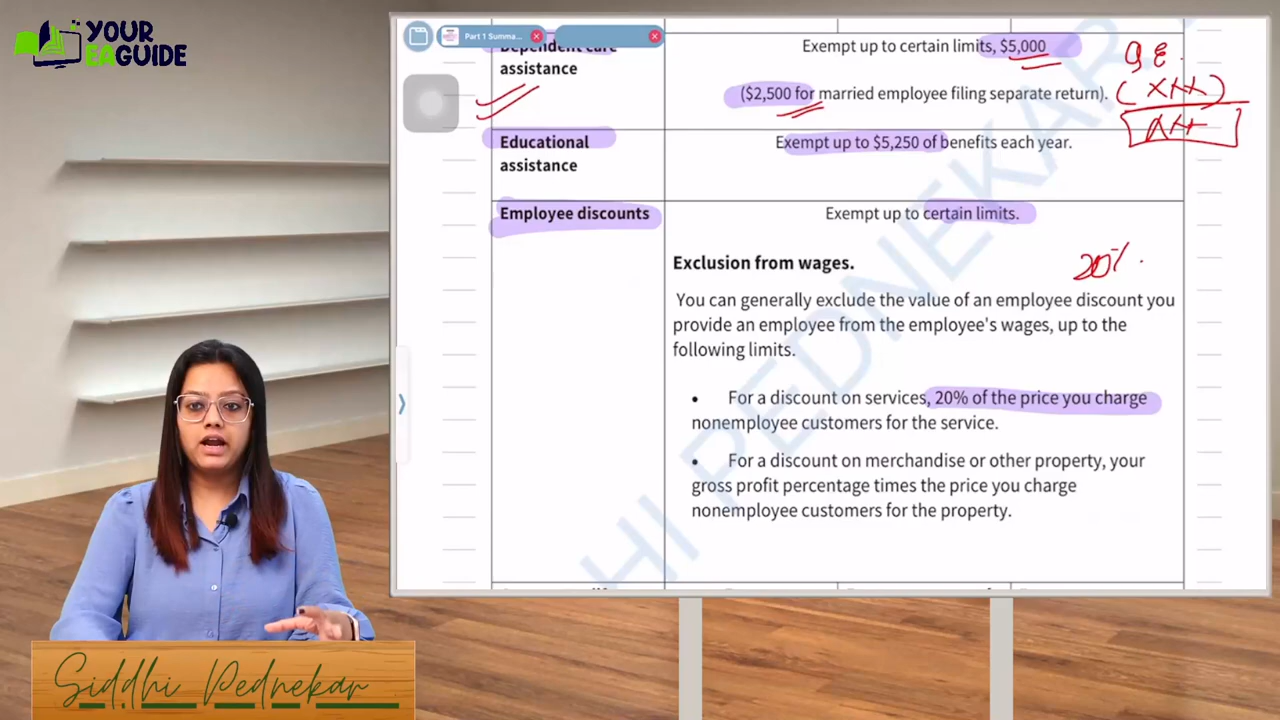 YOUR
EAGUIDE
Part 1 Summa...
Dependent care
assistance
Exempt up to certain limits, $5,000
($2,500 for married employee filing separate return).
Educational
assistance
Exempt up to $5,250 of benefits each year.
Employee discounts
Exempt up to certain limits.
20%
Exclusion from wages.
You can generally exclude the value of an employee discount you
provide an employee from the employee's wages, up to the
following limits.
• For a discount on services, 20% of the price you charge
nonemployee customers for the service.
• For a discount on merchandise or other property, your
gross profit percentage times the price you charge
nonemployee customers for the property.
HI PEDNEKAR
Siddhi Pednekar